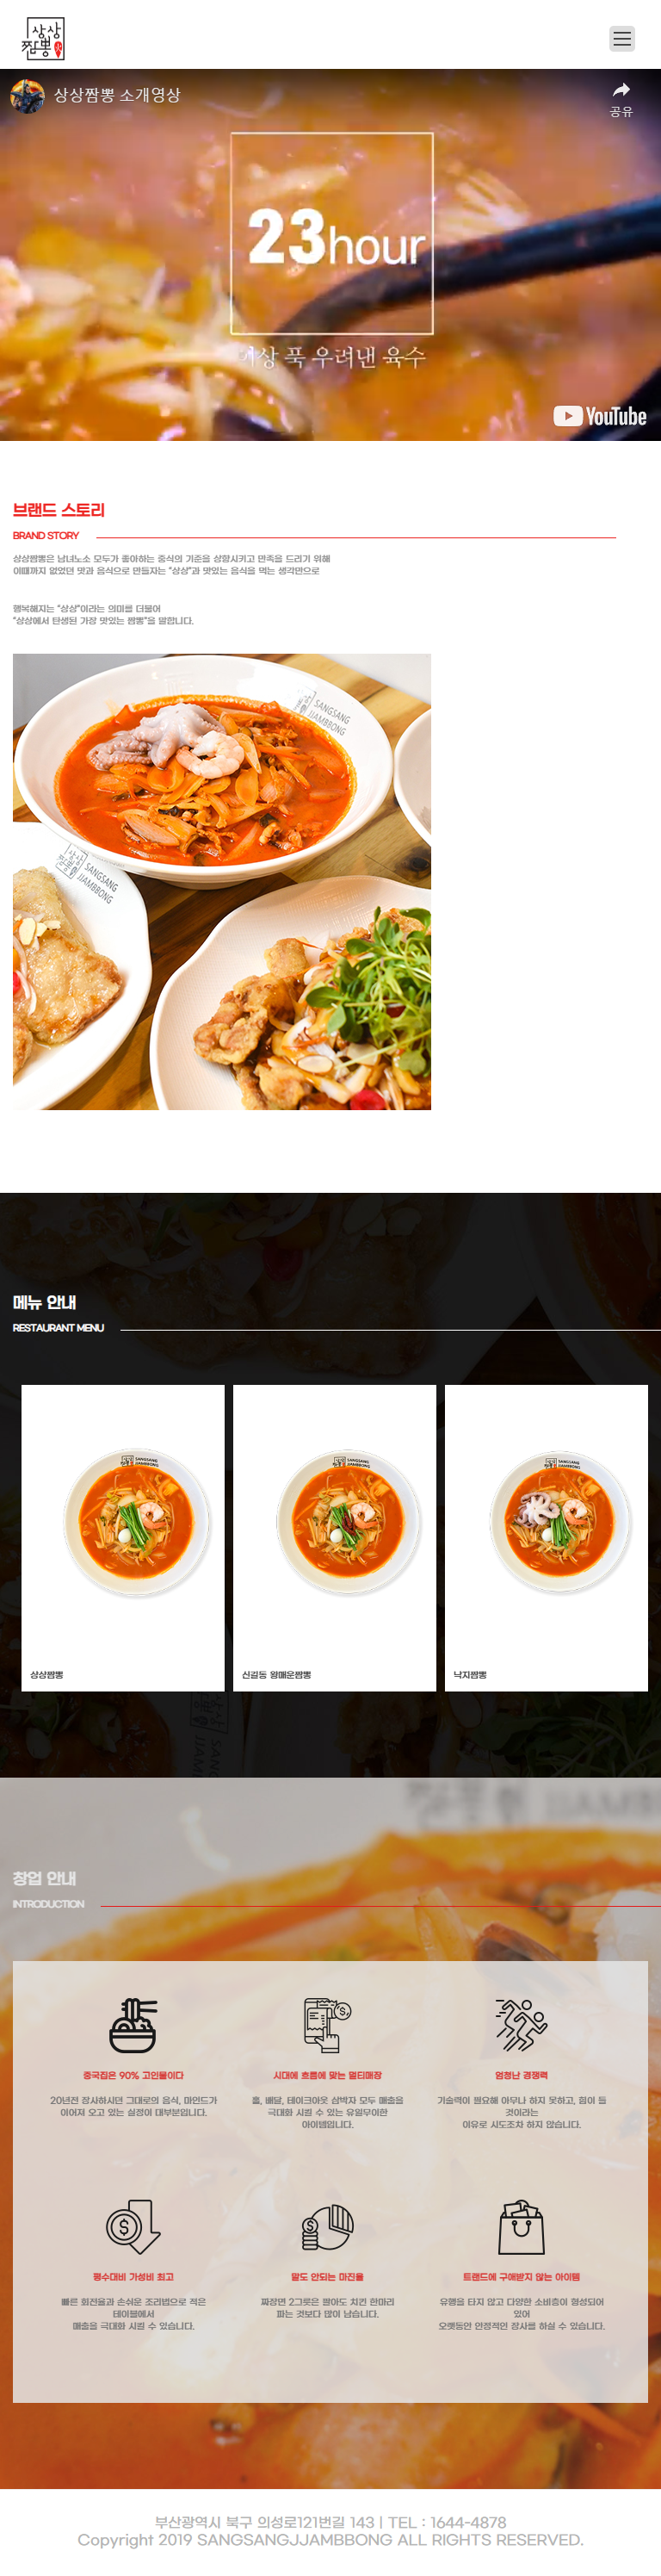 상상
짬뽕
상상짬뽕 소개영상
공유
23hour
이상 푹 우려낸 육수
YouTube
브랜드 스토리
BRAND STORY
상상짬뽕은 남녀노소 모두가 좋아하는 중식의 기준을 상향시키고 만족을 드리기 위해
이때까지 없었던 맛과 음식으로 만들자는 "상상"과 맛있는 음식을 먹는 생각만으로
행복해지는 "상상"이라는 의미를 더불어
"상상에서 탄생된 가장 맛있는 짬뽕"을 말합니다.
SANGSANG
JJAMBBONG
상상
짬뽕
SANGSANG
JJAMBBONG
메뉴 안내
RESTAURANT MENU
SANGSANG
JJAMBBONG
SANGSANG
JJAMBBONG
SANGSANG
JJAMBBONG
상상짬뽕
신길동 왕매운짬뽕
낙지짬뽕
창업 안내
INTRODUCTION
중국집은 90% 고인물이다
20년전 장사하시던 그대로의 음식, 마인드가
이어져 오고 있는 실정이 대부분입니다.
시대에 흐름에 맞는 멀티매장
홀, 배달, 테이크아웃 삼박자 모두 매출을
극대화 시킬 수 있는 유일무이한
아이템입니다.
엄청난 경쟁력
기술력이 필요해 아무나 하지 못하고, 힘이 들
것이라는
이유로 시도조차 하지 않습니다.
평수대비 가성비 최고
빠른 회전율과 손쉬운 조리법으로 적은
테이블에서
매출을 극대화 시킬 수 있습니다.
말도 안되는 마진율
짜장면 2그릇은 팔아도 치킨 한마리
파는 것보다 많이 남습니다.
트랜드에 구애받지 않는 아이템
유행을 타지 않고 다양한 소비층이 형성되어
있어
오랫동안 안정적인 장사를 하실 수 있습니다.
부산광역시 북구 의성로121번길 143 | TEL : 1644-4878
Copyright 2019 SANGSANGJJAMBBONG ALL RIGHTS RESERVED.